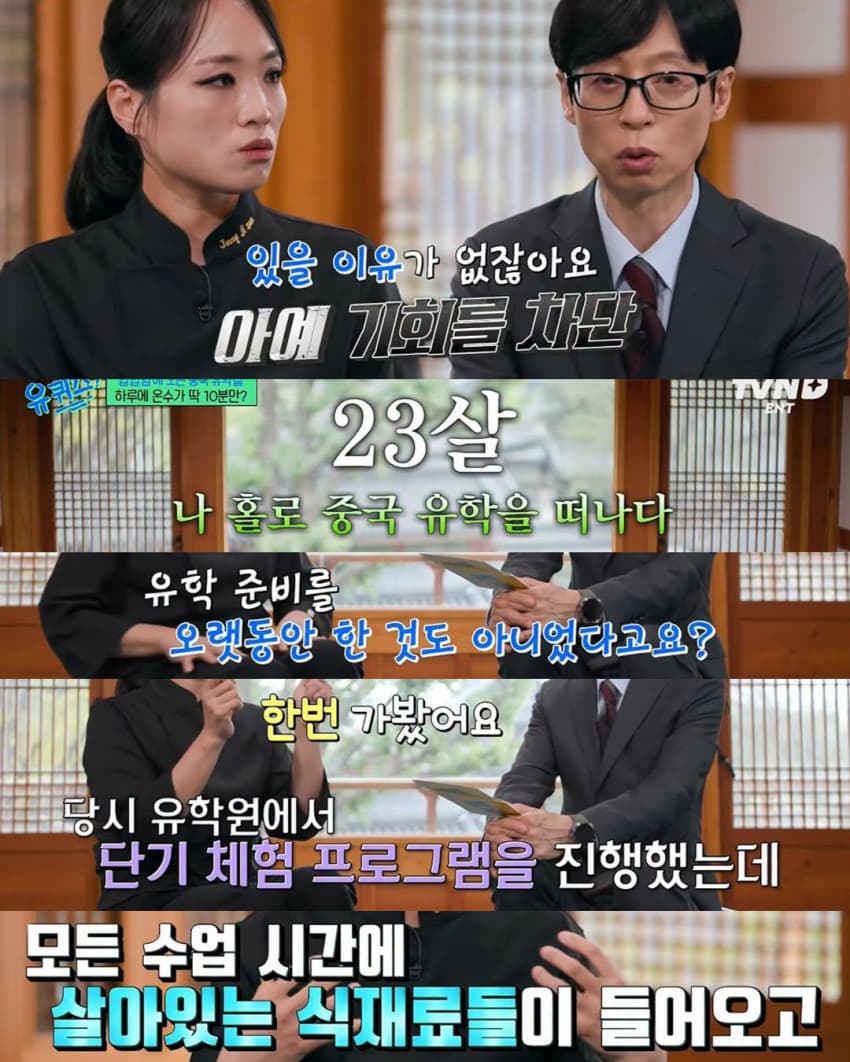 있을 이유가 없잖아요
아예 기회를 차단
유퀴즈!
하루에 온수가 딱 10분만?
tvN D
ENT
23살
나 홀로 중국 유학을 떠나다
유학 준비를
오랫동안 한 것도 아니었다고요?
한번 가봤어요
당시 유학원에서
단기 체험 프로그램을 진행했는데
모든 수업 시간에
살아있는 식재료들이 들어오고